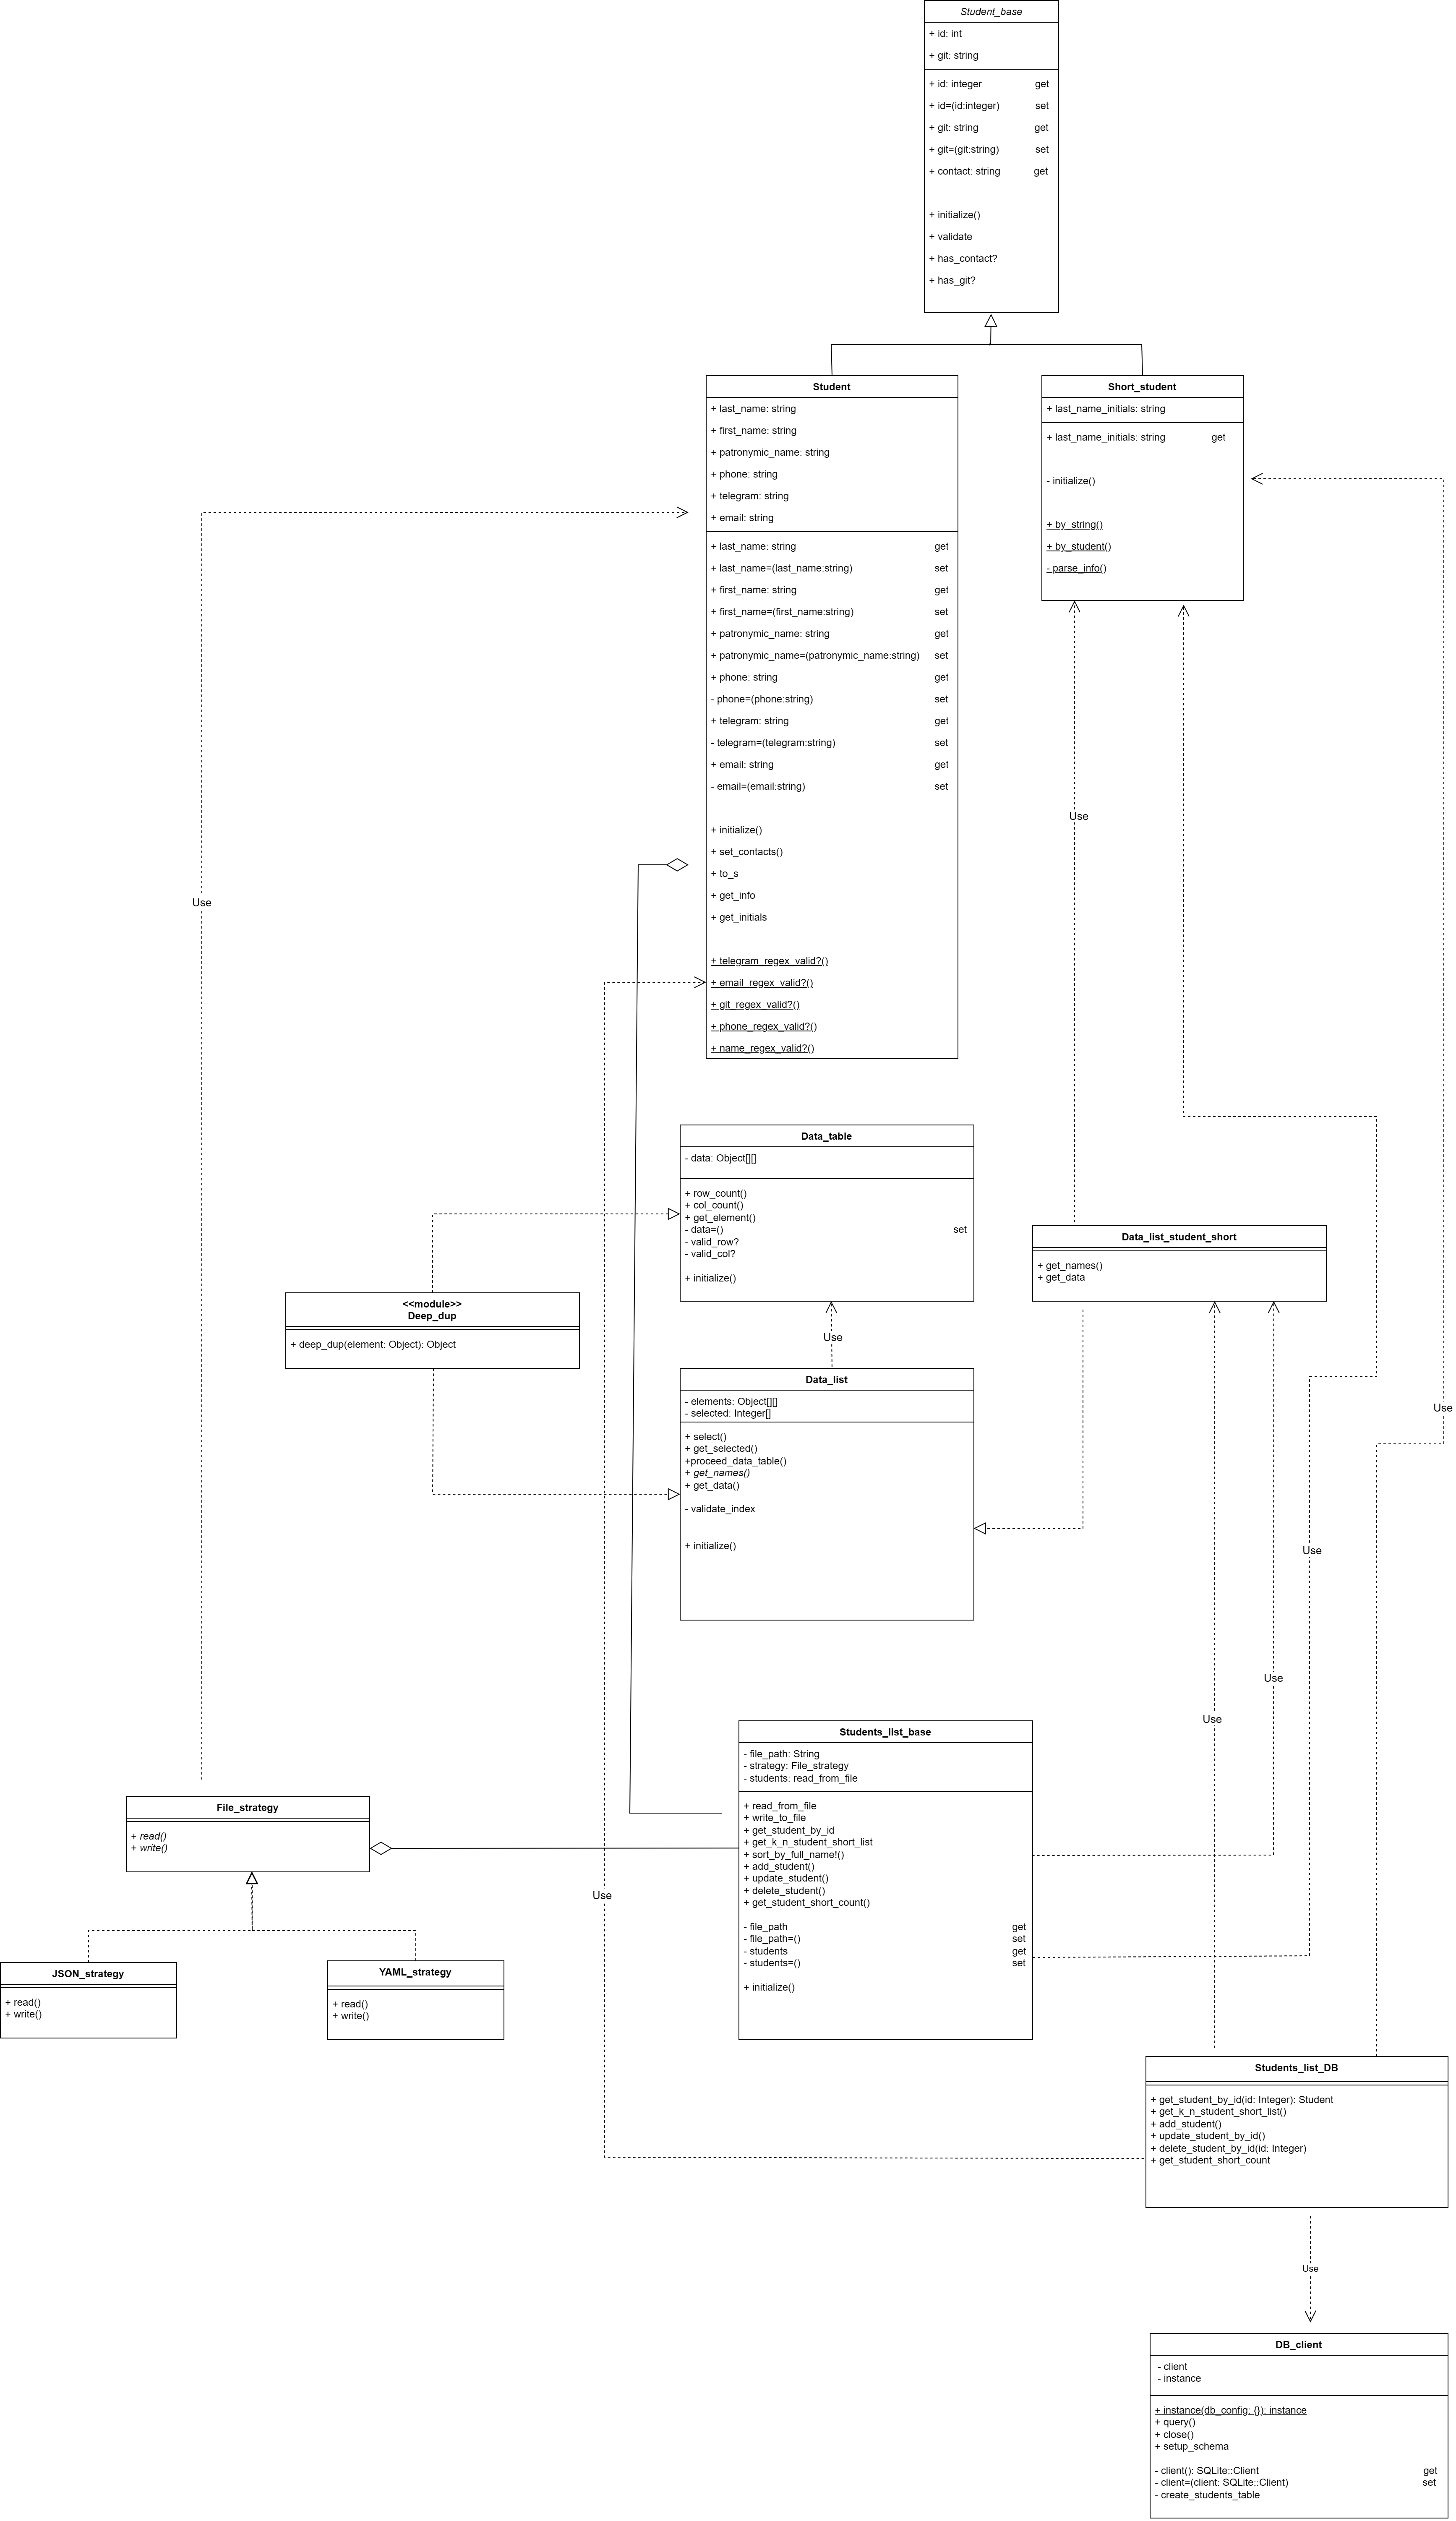 Student_base
+ id: int
+ git: string
+ id: integer get
+ id=(id:integer) set
+ git: string get
+ git=(git:string) set
+ contact: string get
+ initialize()
+ validate
+ has_contact?
+ has_git?
Student
+ last_name: string
+ first_name: string
+ patronymic_name: string
+ phone: string
+ telegram: string
+ email: string
+ last_name: string get
+ last_name=(last_name:string) set
+ first_name: string get
+ first_name=(first_name:string) set
+ patronymic_name: string get
+ patronymic_name=(patronymic_name:string) set
+ phone: string get
- phone=(phone:string) set
+ telegram: string get
- telegram=(telegram:string) set
+ email: string get
- email=(email:string) set
+ initialize()
+ set_contacts()
+ to_s
+ get_info
+ get_initials
+ telegram_regex_valid?()
+ email_regex_valid?()
+ git_regex_valid?()
+ phone_regex_valid?()
+ name_regex_valid?()
Short_student
+ last_name_initials: string
+ last_name_initials: string get
- initialize()
+ by_string()
+ by_student()
- parse_info()
Use
Use
Data_table
- data: Object[][]
+ row_count()
+ col_count()
+ get_element()
- data=() set
- valid_row?
- valid_col?
+ initialize()
Data_list_student_short
+ get_names()
+ get_data
<<module>>
Deep_dup
+ deep_dup(element: Object): Object
Use
Data_list
- elements: Object[][]
- selected: Integer[]
+ select()
+ get_selected()
+proceed_data_table()
+ get_names()
+ get_data()
- validate_index
+ initialize()
Use
Use
Use
Use
Students_list_base
- file_path: String
- strategy: File_strategy
- students: read_from_file
+ read_from_file
+ write_to_file
+ get_student_by_id
+ get_k_n_student_short_list
+ sort_by_full_name!()
+ add_student()
+ update_student()
+ delete_student()
+ get_student_short_count()
- file_path get
- file_path=() set
- students get
- students=() set
+ initialize()
File_strategy
+ read()
+ write()
Use
JSON_strategy
+ read()
+ write()
YAML_strategy
+ read()
+ write()
Students_list_DB
+ get_student_by_id(id: Integer): Student
+ get_k_n_student_short_list()
+ add_student()
+ update_student_by_id()
+ delete_student_by_id(id: Integer)
+ get_student_short_count
Use
DB_client
- client
- instance
+ instance(db_config: {}): instance
+ query()
+ close()
+ setup_schema
- client(): SQLite::Client get
- client=(client: SQLite::Client) set
- create_students_table